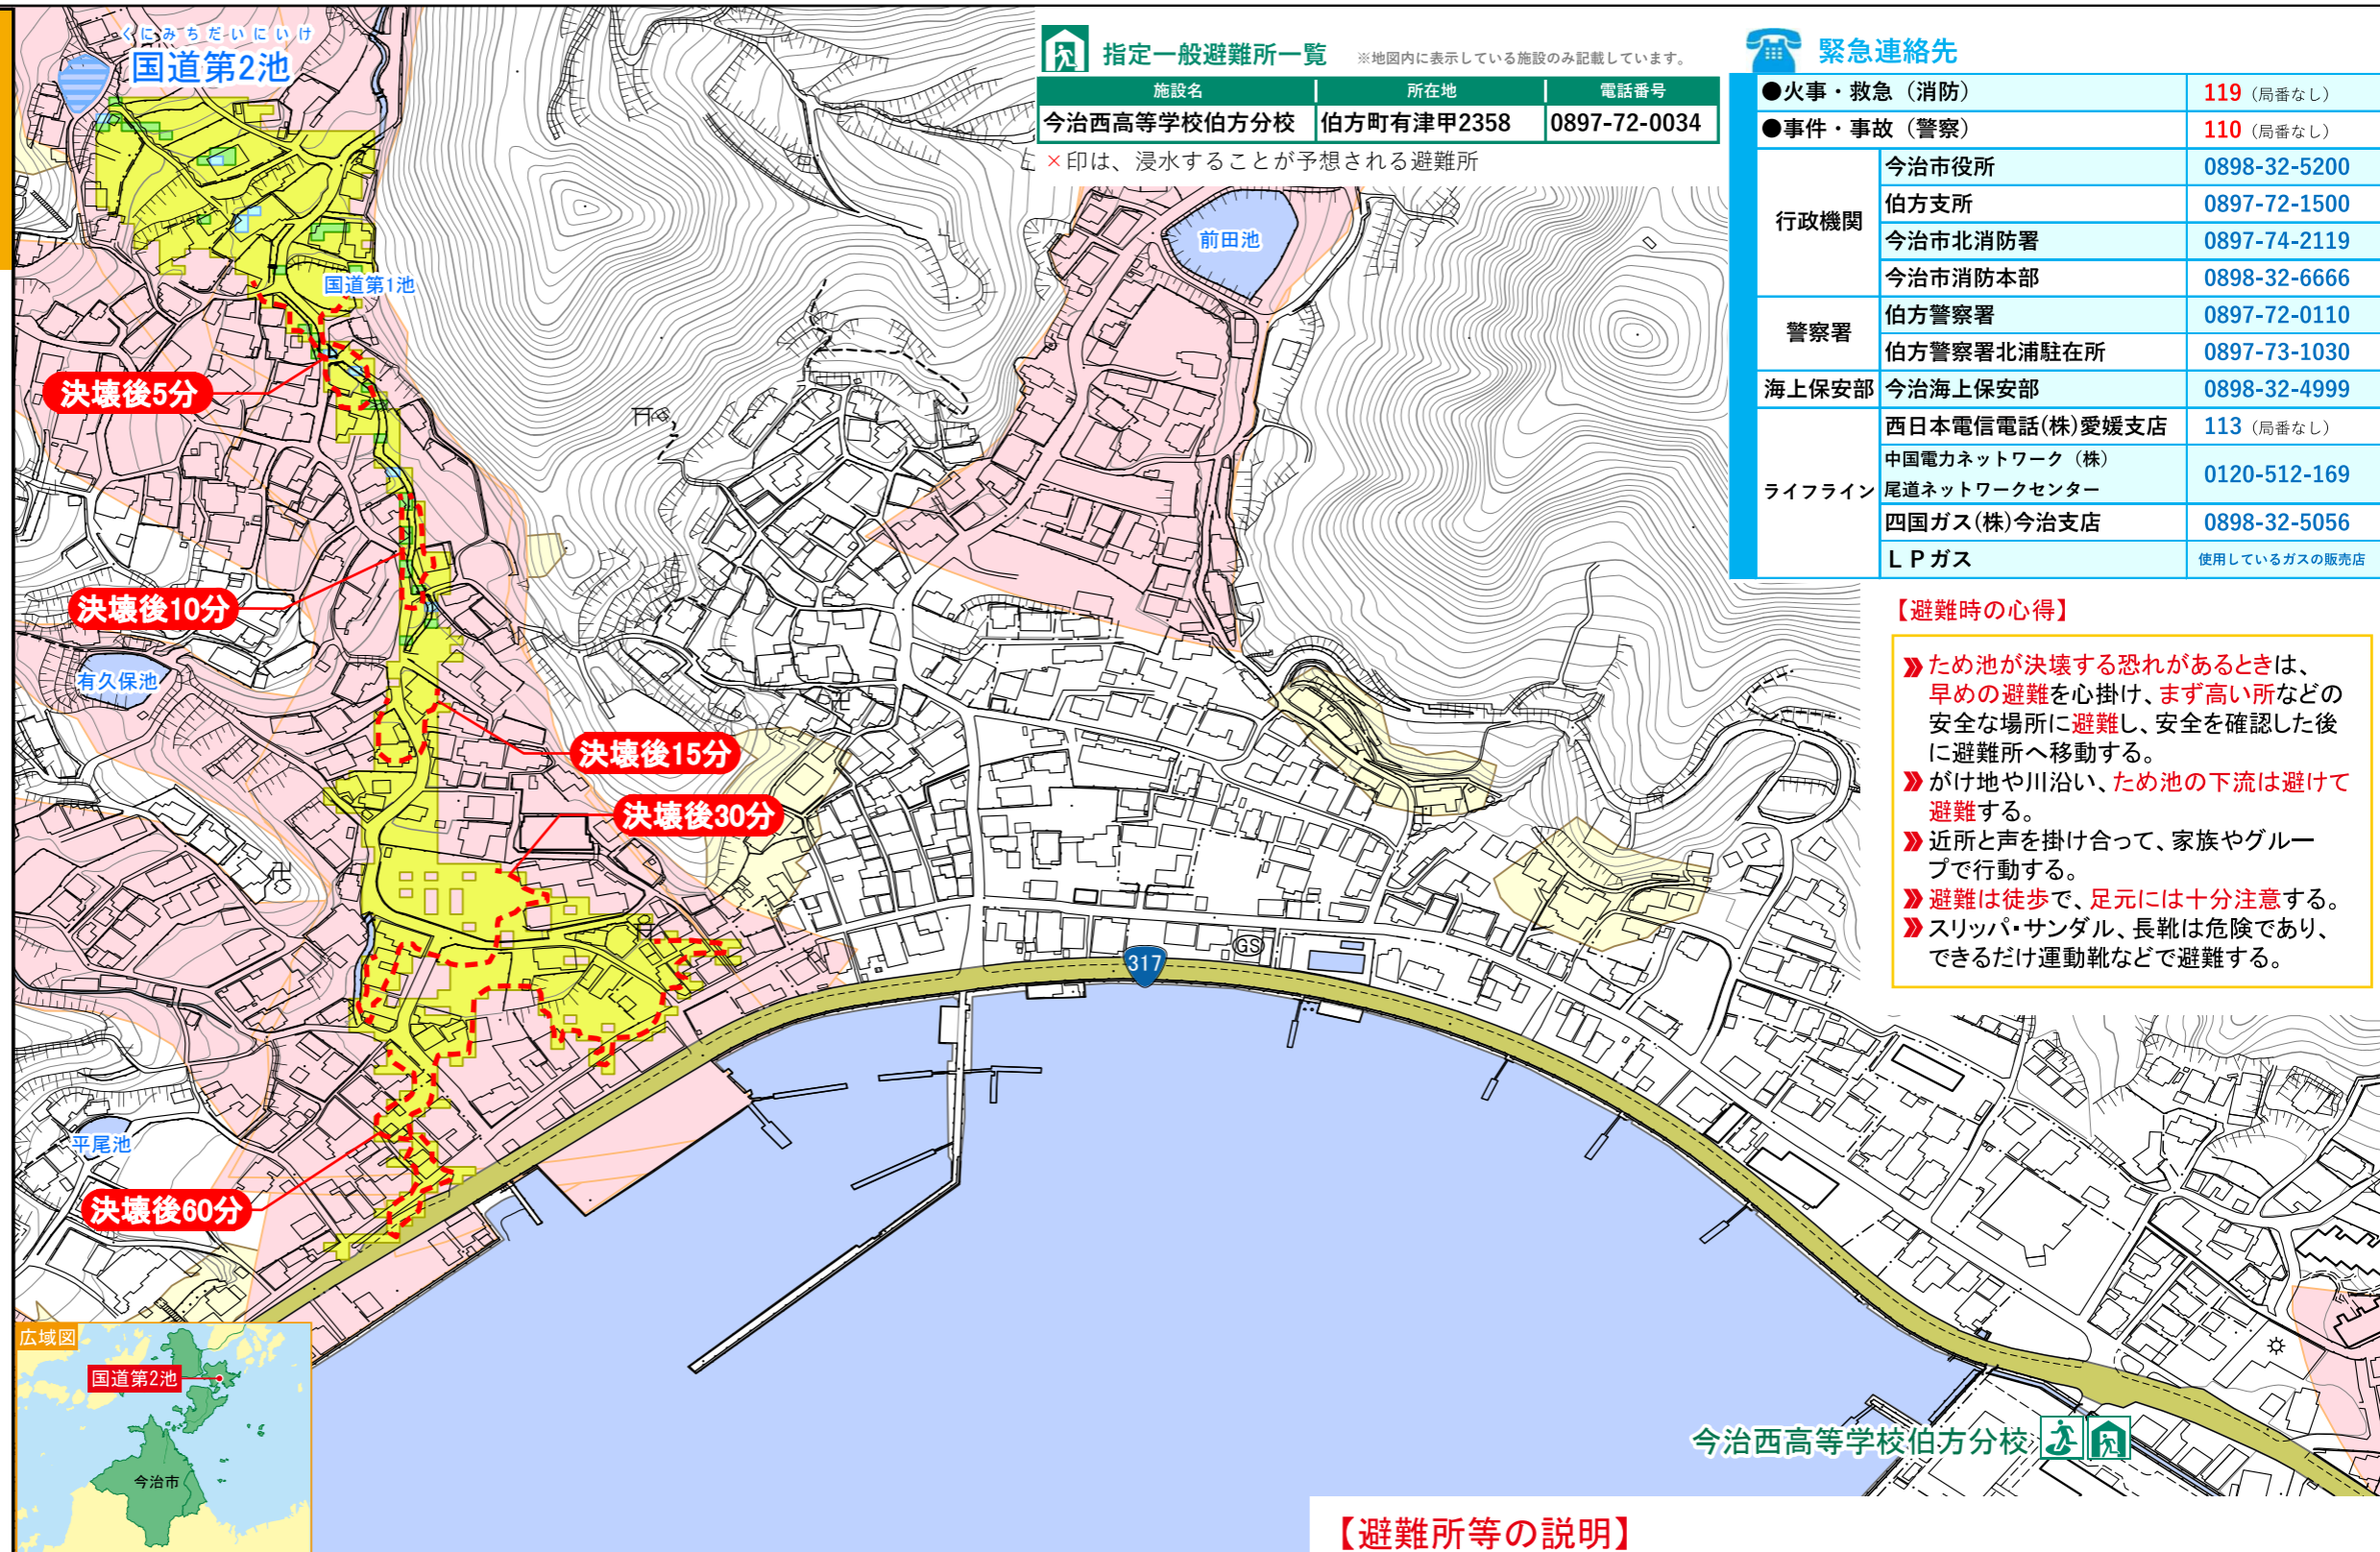 くにみちだいにいけ
国道第2池
国道第1池
決壊後5分
決壊後10分
有久保池
決壊後15分
決壊後30分
平尾池
決壊後60分
前田池
317
GS
今治西高等学校伯方分校
広域図
国道第2池
今治市
指定一般避難所一覧 ※地図内に表示している施設のみ記載しています。
施設名 所在地 電話番号
今治西高等学校伯方分校 伯方町有津甲2358 0897-72-0034
×印は、浸水することが予想される避難所
緊急連絡先
●火事・救急（消防） 119（局番なし）
●事件・事故（警察） 110（局番なし）
行政機関
今治市役所 0898-32-5200
伯方支所 0897-72-1500
今治市北消防署 0897-74-2119
今治市消防本部 0898-32-6666
警察署
伯方警察署 0897-72-0110
伯方警察署北浦駐在所 0897-73-1030
海上保安部 今治海上保安部 0898-32-4999
ライフライン
西日本電信電話(株)愛媛支店 113（局番なし）
中国電力ネットワーク（株）
尾道ネットワークセンター 0120-512-169
四国ガス(株)今治支店 0898-32-5056
ＬＰガス 使用しているガスの販売店
【避難時の心得】
》ため池が決壊する恐れがあるときは、
早めの避難を心掛け、まず高い所などの
安全な場所に避難し、安全を確認した後
に避難所へ移動する。
》がけ地や川沿い、ため池の下流は避けて
避難する。
》近所と声を掛け合って、家族やグルー
プで行動する。
》避難は徒歩で、足元には十分注意する。
》スリッパ・サンダル、長靴は危険であり、
できるだけ運動靴などで避難する。
【避難所等の説明】